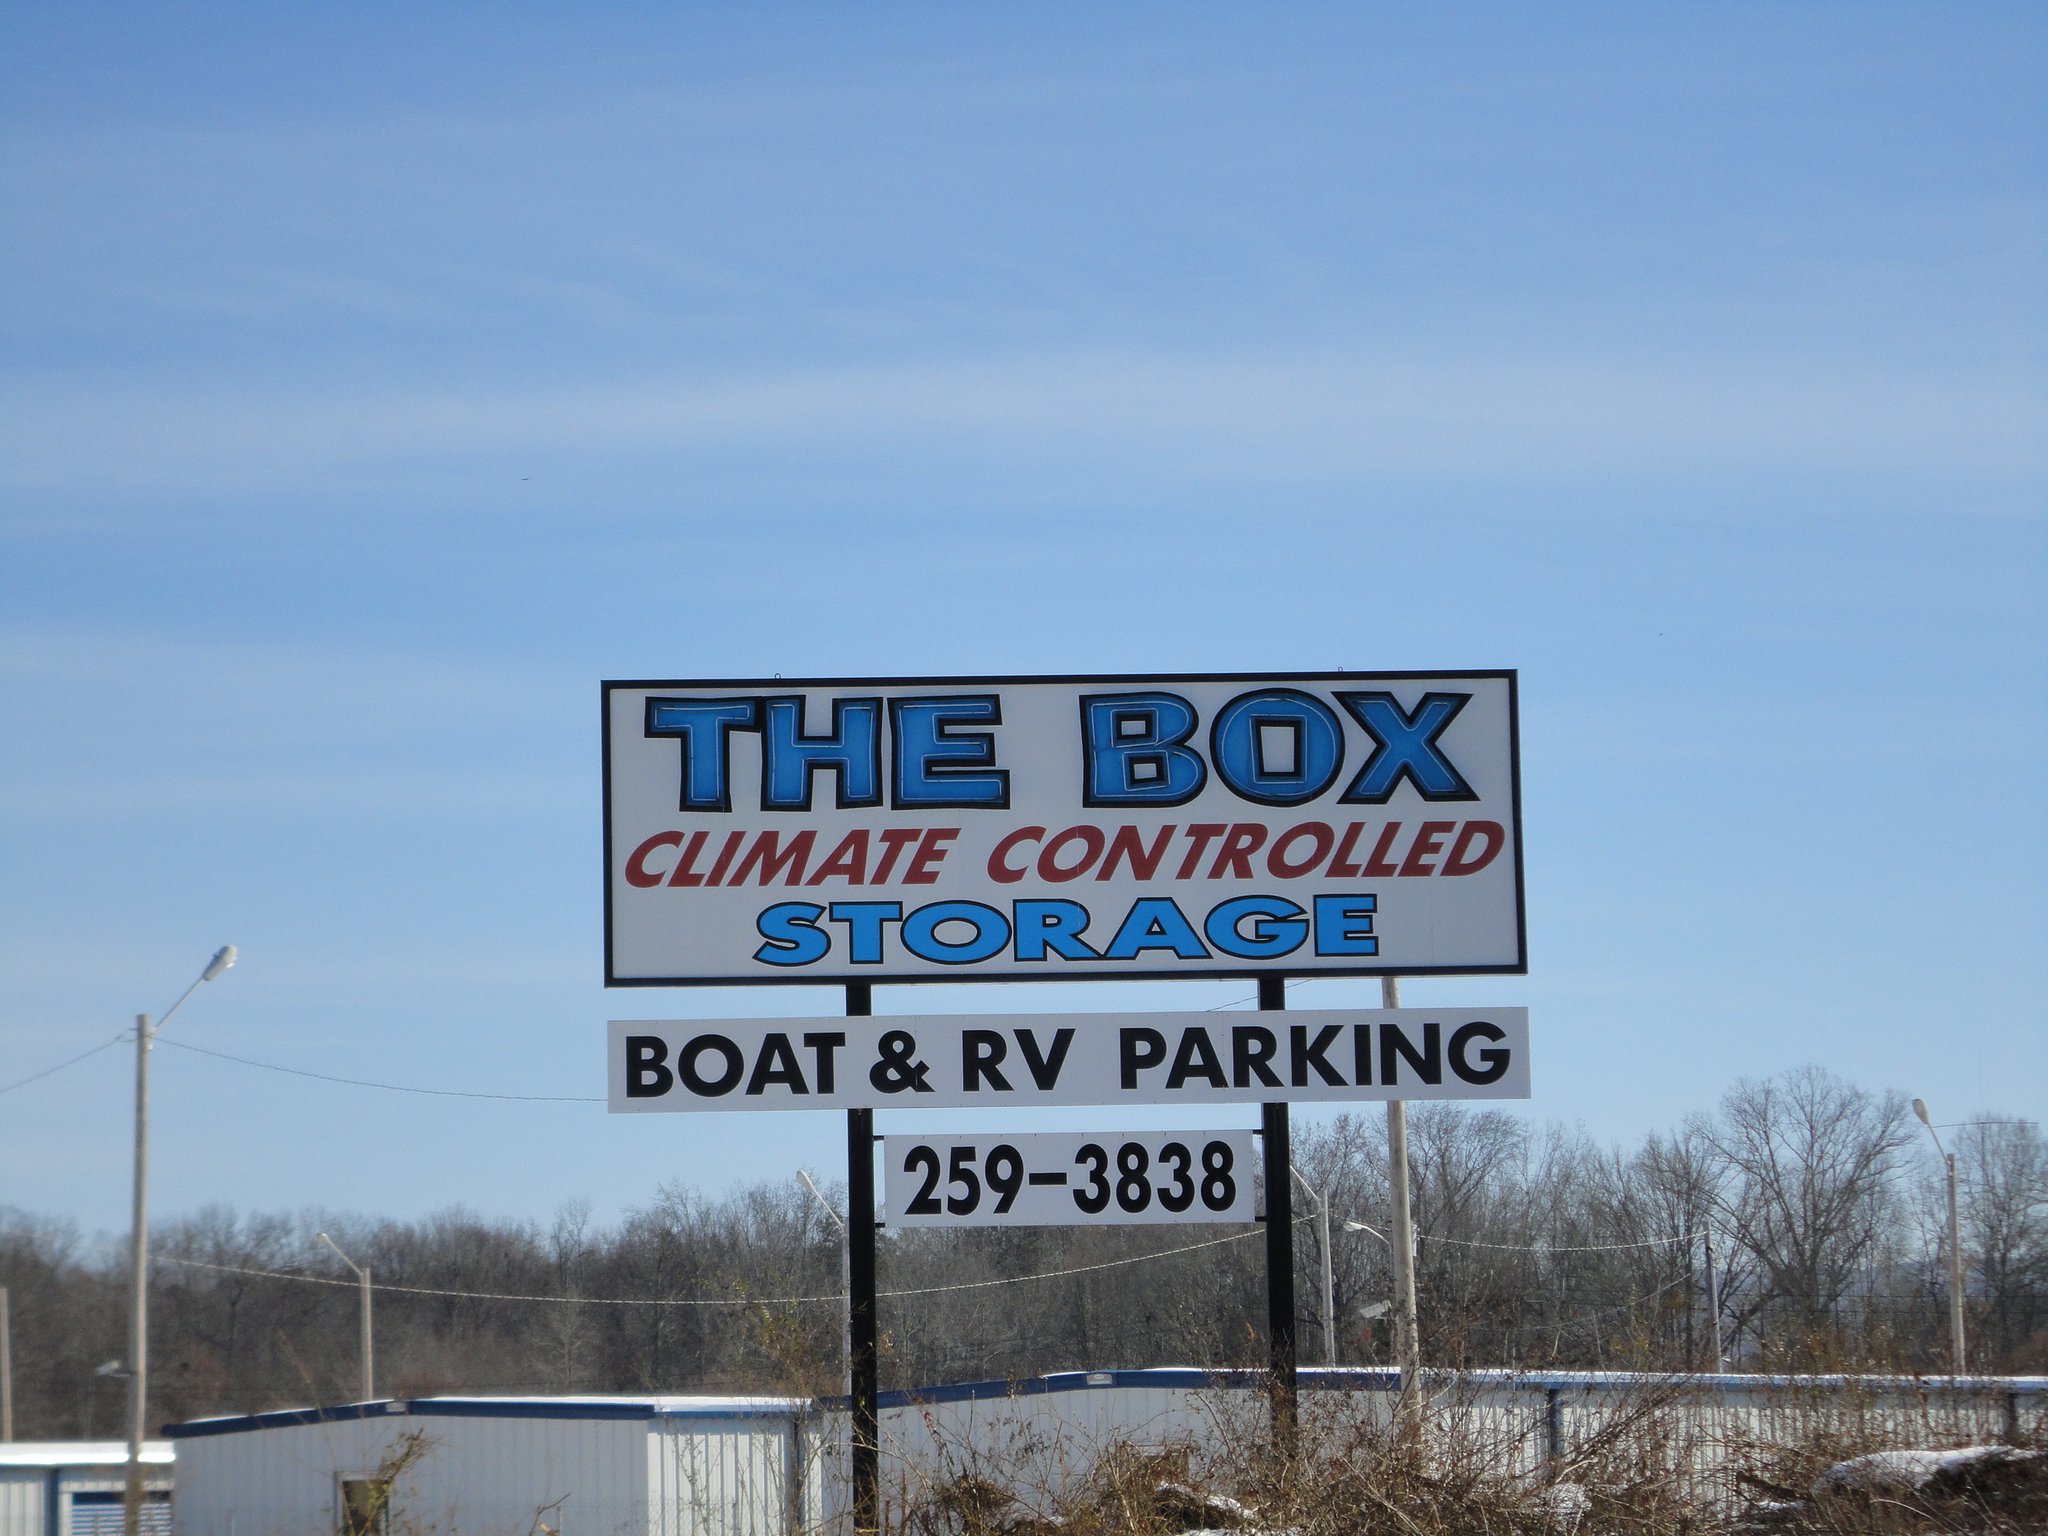 THE BOX
CLIMATE CONTROLLED
STORAGE
BOAT & RV PARKING
259-3838